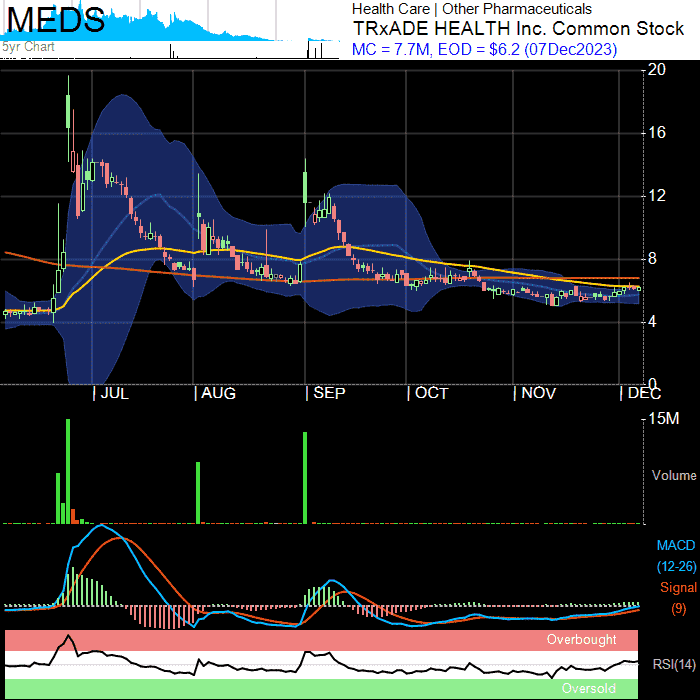 MEDS
5yr Chart
Health Care | Other Pharmaceuticals
TRxADE HEALTH Inc. Common Stock
MC = 7.7M, EOD = $6.2 (07Dec2023)
20
16
12
8
4
0
JUL AUG SEP OCT NOV DEC
15M
Volume
MACD
(12-26)
Signal
(9)
Overbought
RSI(14)
Oversold